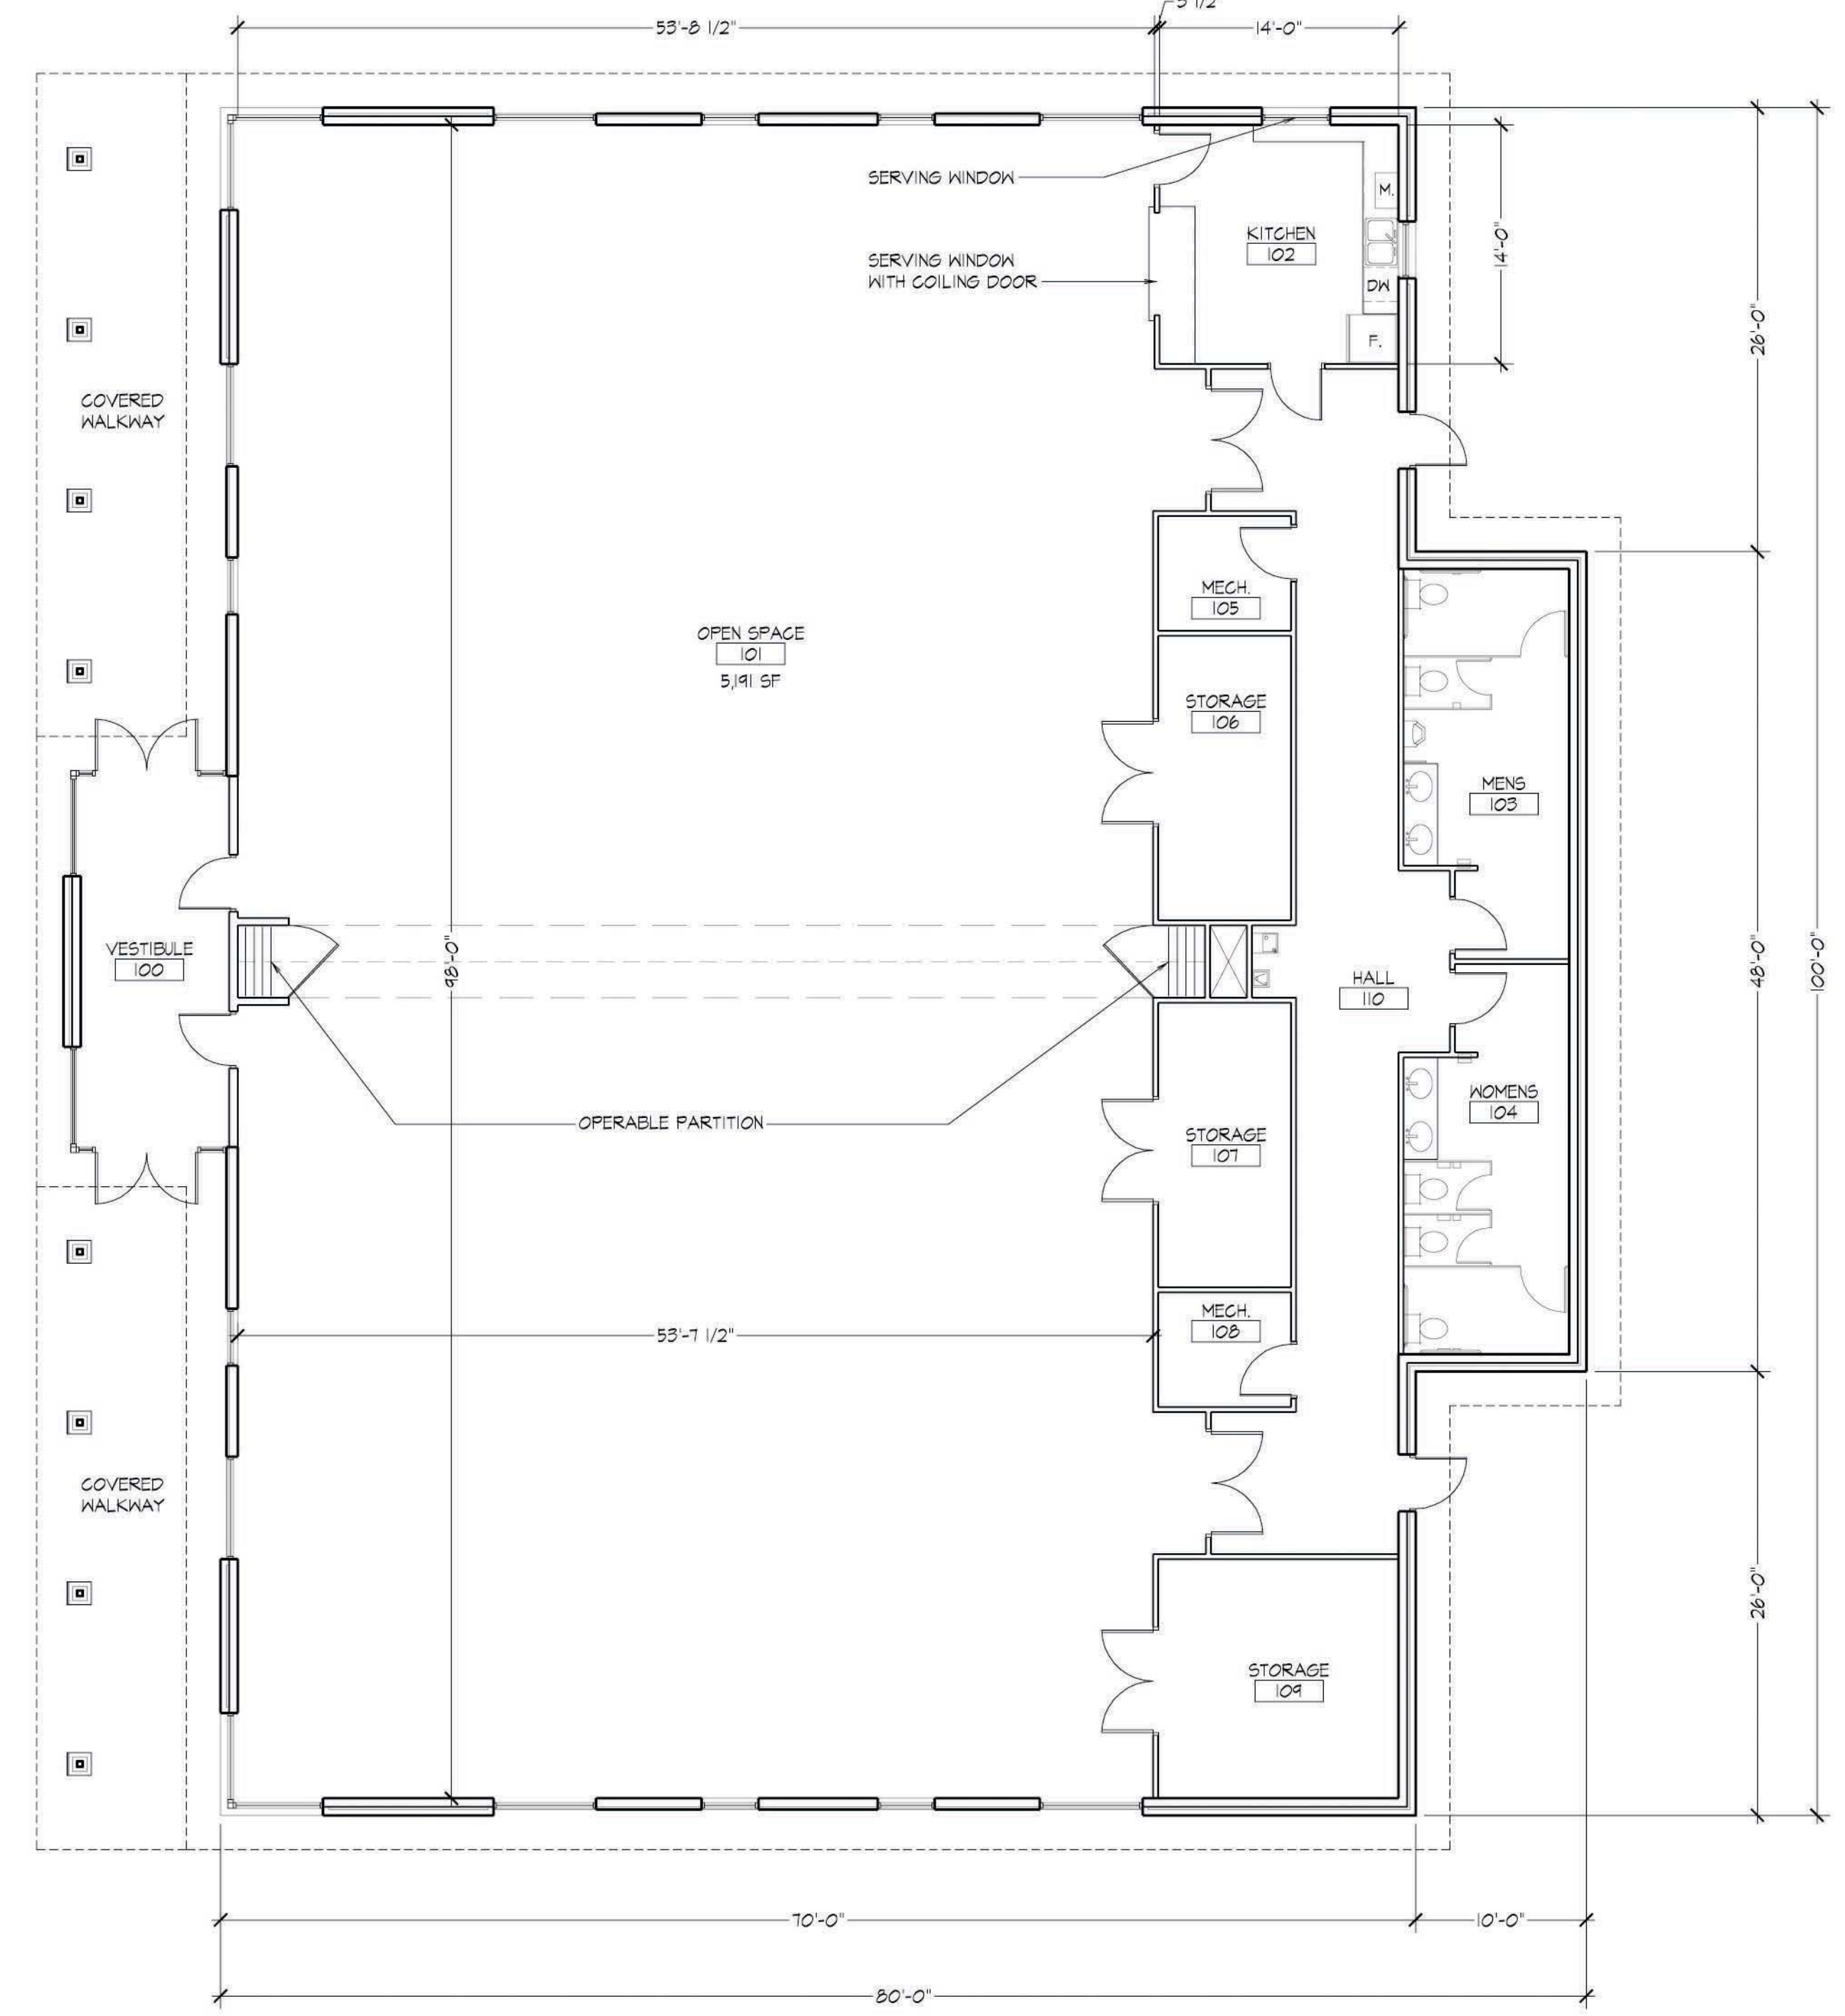 5 1/2"
53'-8 1/2"
14'-0"
SERVING WINDOW
M.
KITCHEN
102
14'-0"
SERVING WINDOW
WITH COILING DOOR
DW
26'-0"
F.
COVERED
WALKWAY
MECH.
105
OPEN SPACE
101
5,191 SF
STORAGE
106
MENS
103
VESTIBULE
100
98'-0"
HALL
110
48'-0"
100'-0"
OPERABLE PARTITION
WOMENS
104
STORAGE
107
MECH.
108
53'-7 1/2"
COVERED
WALKWAY
26'-0"
STORAGE
109
70'-0"
10'-0"
80'-0"